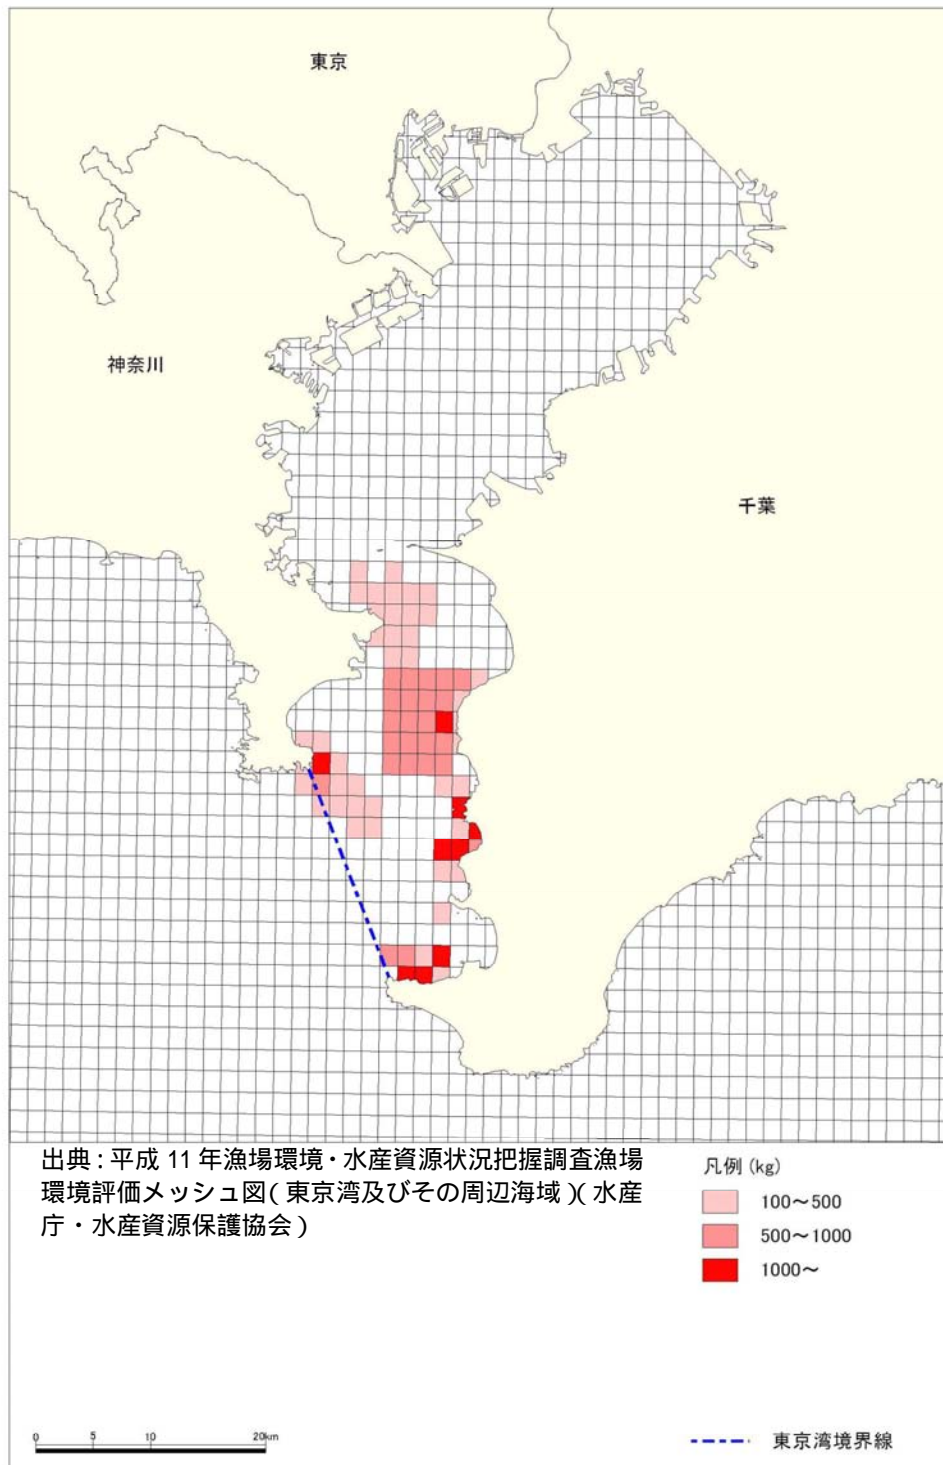 東京
神奈川
千葉
出典：平成 11 年漁場環境・水産資源状況把握調査漁場
環境評価メッシュ図（東京湾及びその周辺海域）（水産
庁・水産資源保護協会）
凡例 (kg)
100～500
500～1000
1000～
0 5 10 20km
東京湾境界線